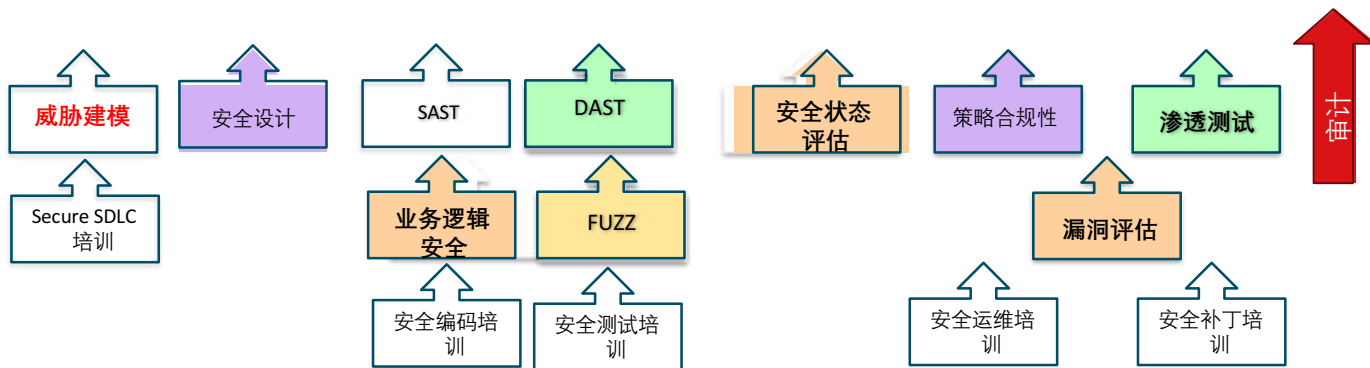 威胁建模
安全设计
SAST
DAST
安全状态
评估
策略合规性
渗透测试
审计
Secure SDLC
培训
业务逻辑
安全
FUZZ
漏洞评估
安全编码培
训
安全测试培
训
安全运维培
训
安全补丁培
训